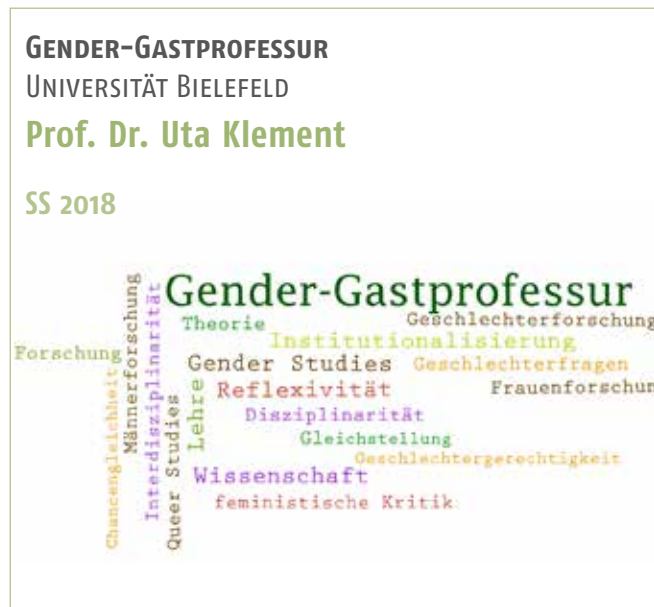 GENDER-GASTPROFESSUR
UNIVERSITÄT BIELEFELD
Prof. Dr. Uta Klement
SS 2018
Gender-Gastprofessur
Theorie
Geschlechterforschung
Institutionalisierung
Forschung
Gender Studies
Geschlechterfragen
Reflexivität
Frauenforschun
Disziplinarität
Gleichstellung
Geschlechtergerechtigkeit
Wissenschaft
feministische Kritik
Chancengleichheit
Männerforschung
Interdisziplinarität
Queer Studies
Lehre